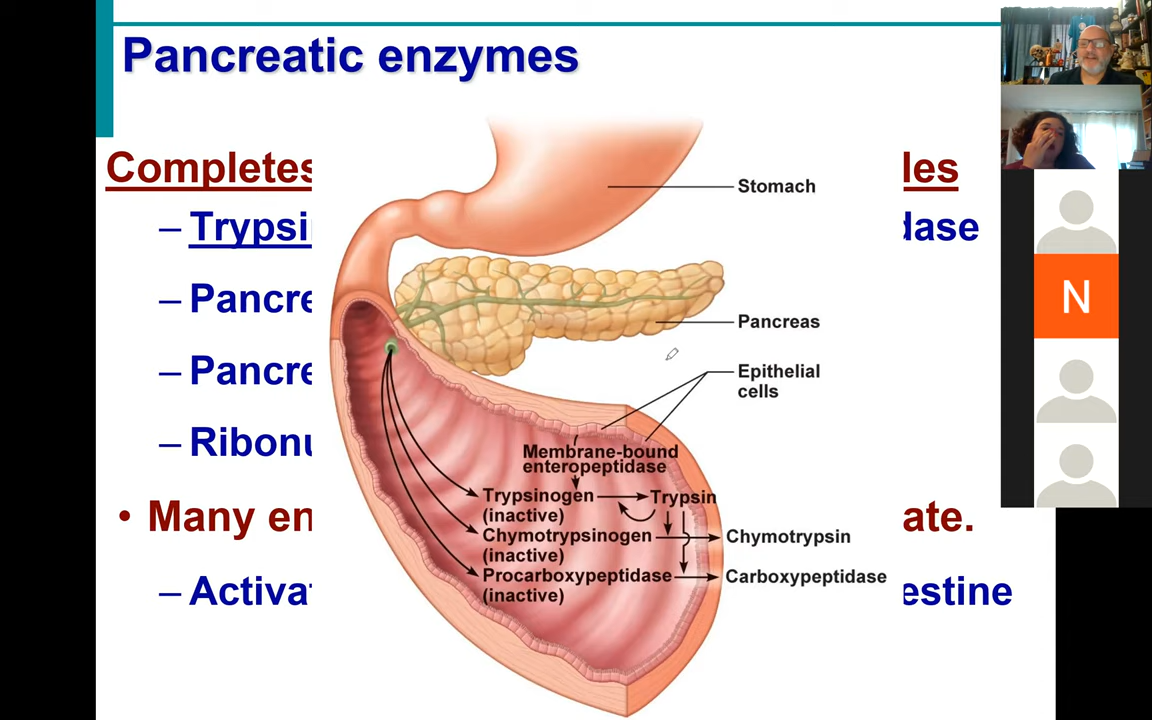 Pancreatic enzymes
Completes les
– Trypsi dase
– Pancre
– Pancre
– Ribonu
• Many en ate.
– Activa estine
Stomach
Pancreas
Epithelial
cells
Membrane-bound
enteropeptidase
Trypsinogen Trypsin
(inactive)
Chymotrypsinogen Chymotrypsin
(inactive)
Procarboxypeptidase Carboxypeptidase
(inactive)
N